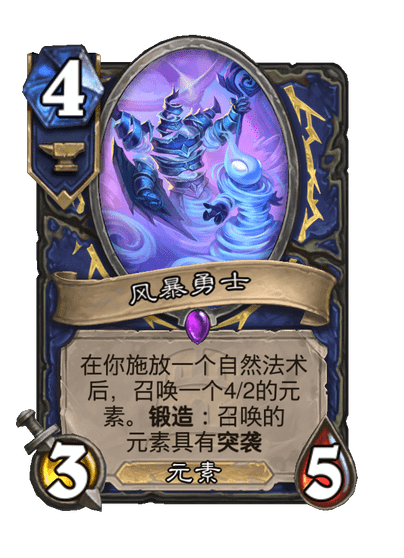 4
风暴勇士
在你施放一个自然法术
后，召唤一个4/2的元
素。锻造：召唤的
元素具有突袭
3
元素
5